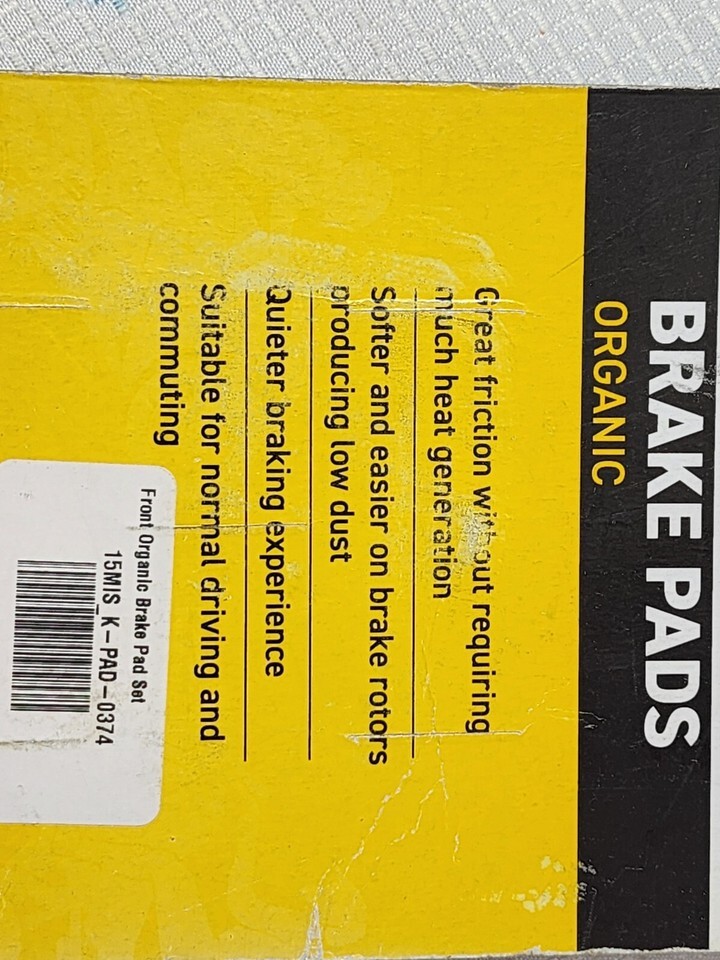 BRAKE PADS
ORGANIC
Great friction without requiring
much heat generation
Softer and easier on brake rotors
producing low dust
Quieter braking experience
Suitable for normal driving and
commuting
Front Organic Brake Pad Set
15MIS_K-PAD-0374